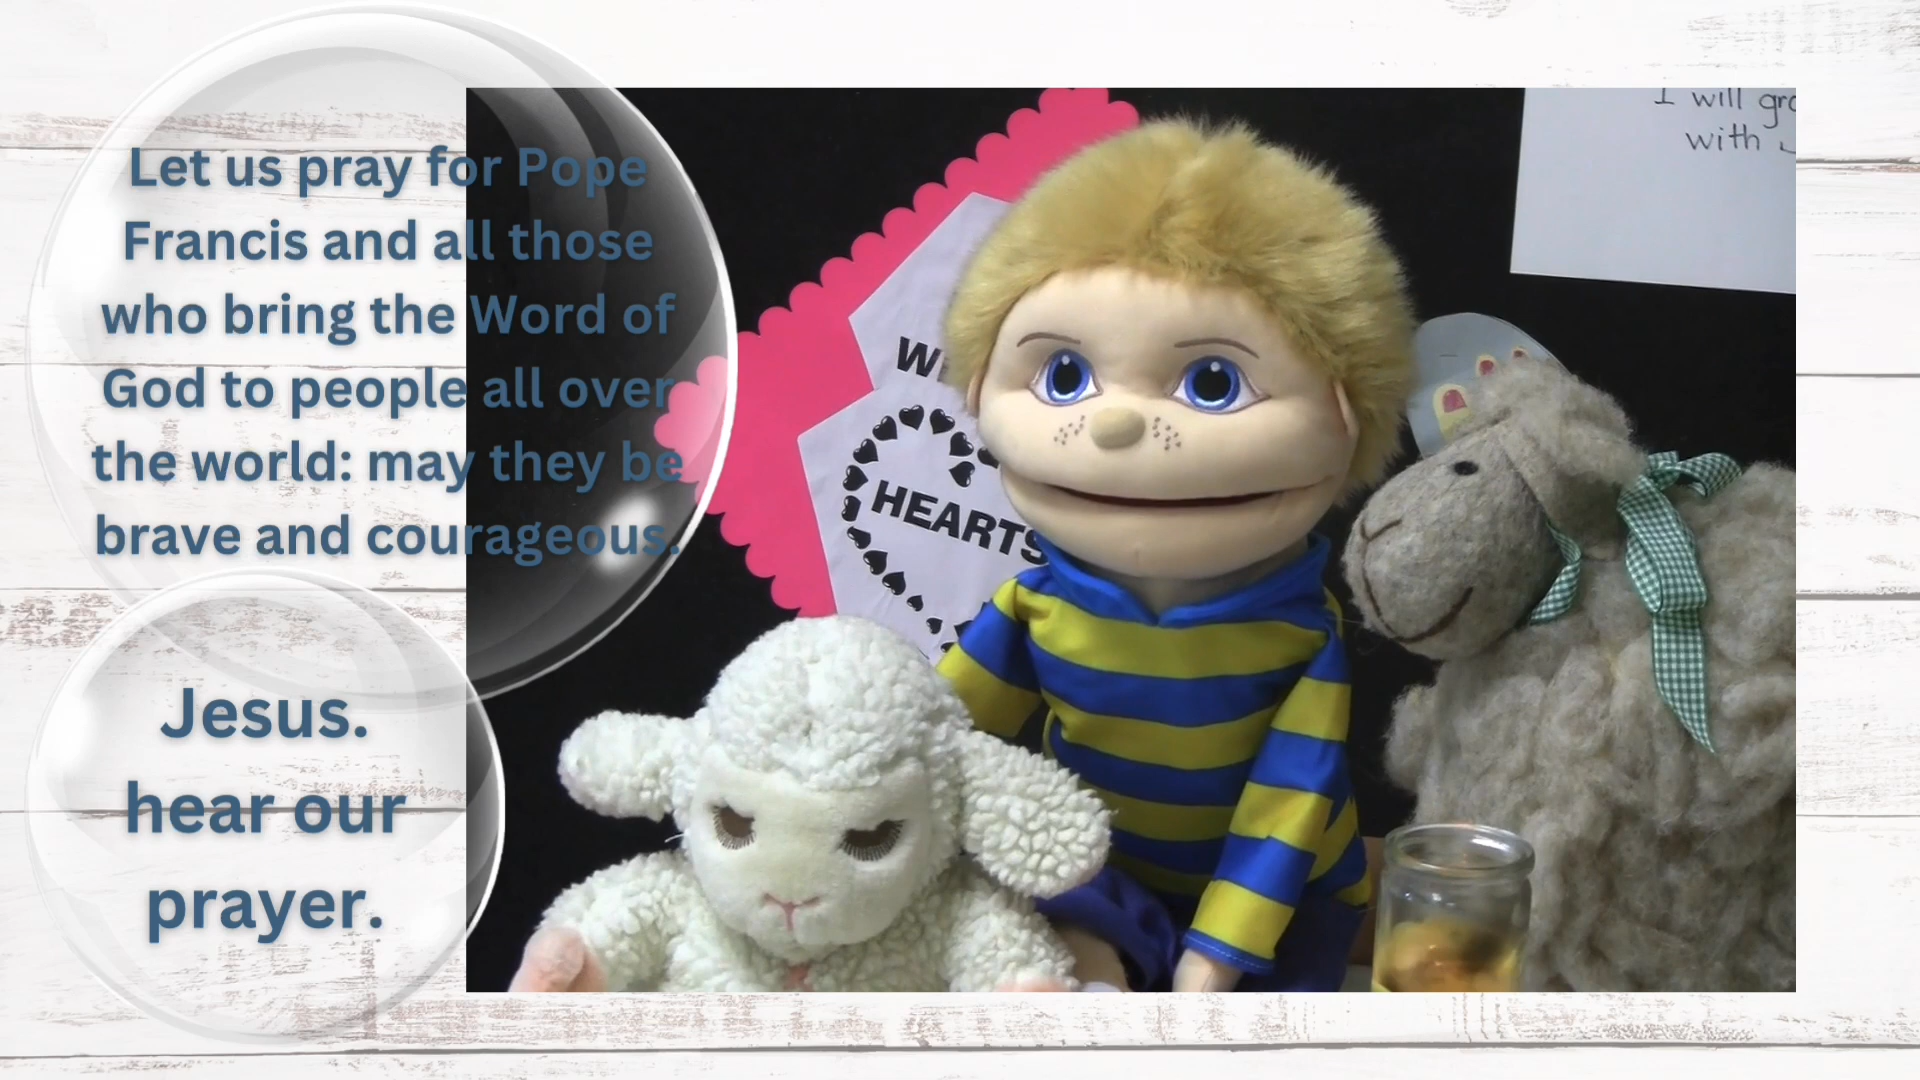 Let us pray for Pope
Francis and all those
who bring the Word of
God to people all over
the world: may they be
brave and courageous.
Jesus.
hear our
prayer.
HEARTS
I will
with